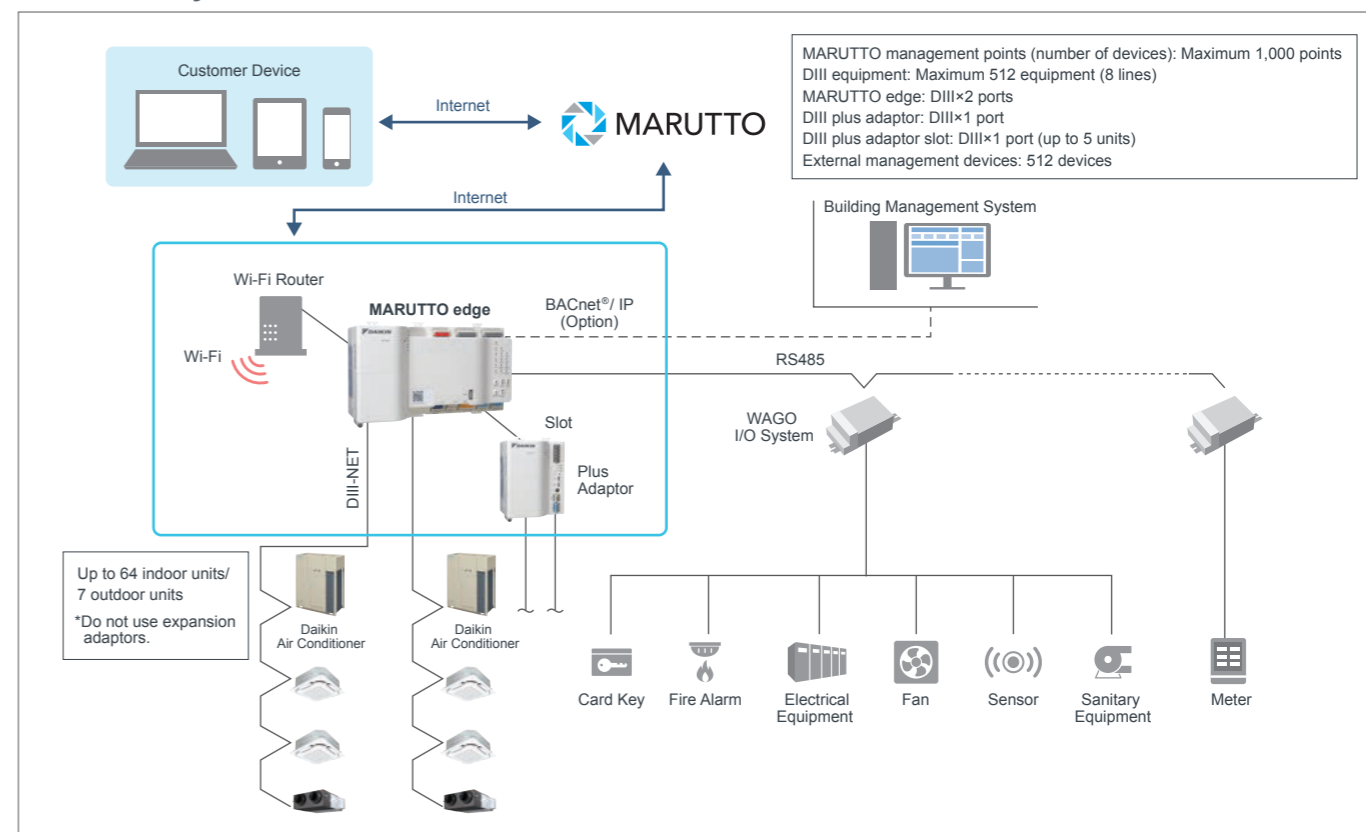 Customer Device
Internet
MARUTTO
MARUTTO management points (number of devices): Maximum 1,000 points
DIII equipment: Maximum 512 equipment (8 lines)
MARUTTO edge: DIII×2 ports
DIII plus adaptor: DIII×1 port
DIII plus adaptor slot: DIII×1 port (up to 5 units)
External management devices: 512 devices
Internet
Building Management System
Wi-Fi Router
MARUTTO edge
BACnet®/ IP
(Option)
Wi-Fi
DAIKIN
RS485
Slot
WAGO
I/O System
DAIKIN
Plus
Adaptor
DIII-NET
Up to 64 indoor units/
7 outdoor units
*Do not use expansion
adaptors.
Daikin
Air Conditioner
Daikin
Air Conditioner
Card Key
Fire Alarm
Electrical
Equipment
Fan
Sensor
Sanitary
Equipment
Meter